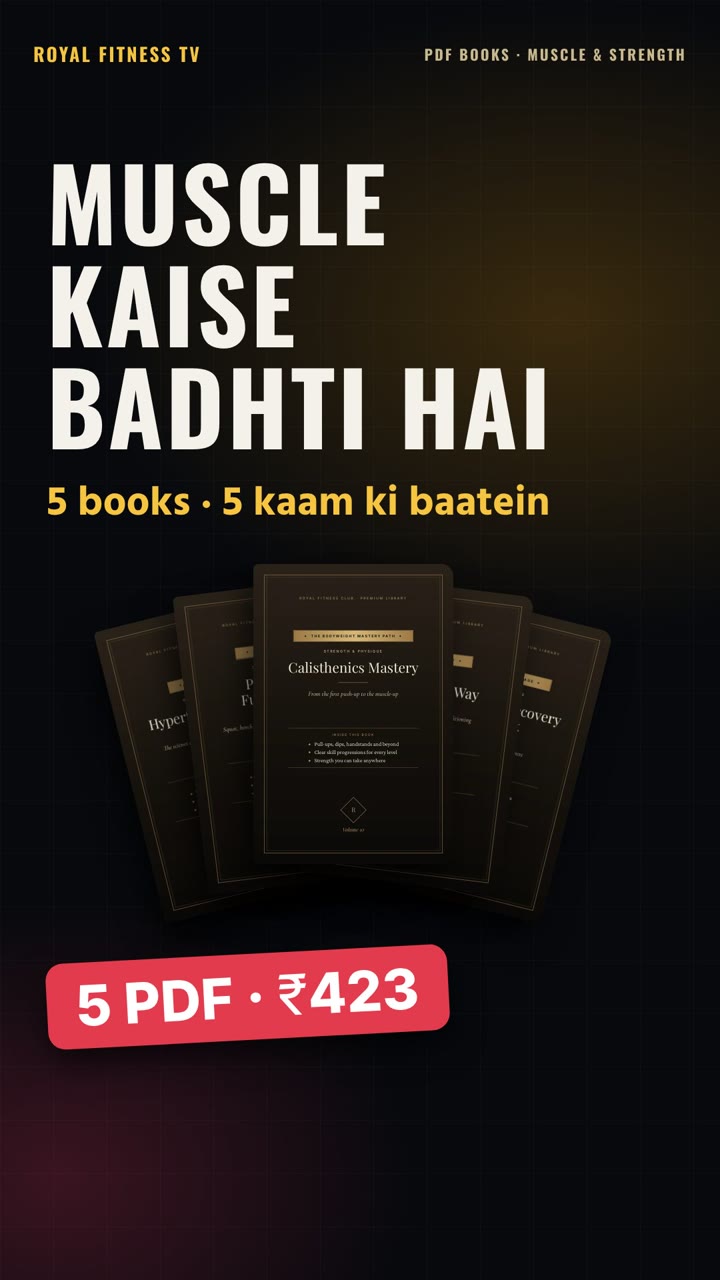 ROYAL FITNESS TV
PDF BOOKS · MUSCLE & STRENGTH
MUSCLE
KAISE
BADHTI HAI
5 books · 5 kaam ki baatein
ROYAL FITNESS CLUB · PREMIUM LIBRARY
THE BODYWEIGHT MASTERY PATH
STRENGTH & PHYSIQUE
Calisthenics Mastery
From the first push-up to the muscle-up
INSIDE THIS BOOK
Pull-ups, dips, handstands and beyond
Clear skill progressions for every level
Strength you can take anywhere
R
Way
5 PDF · ₹423